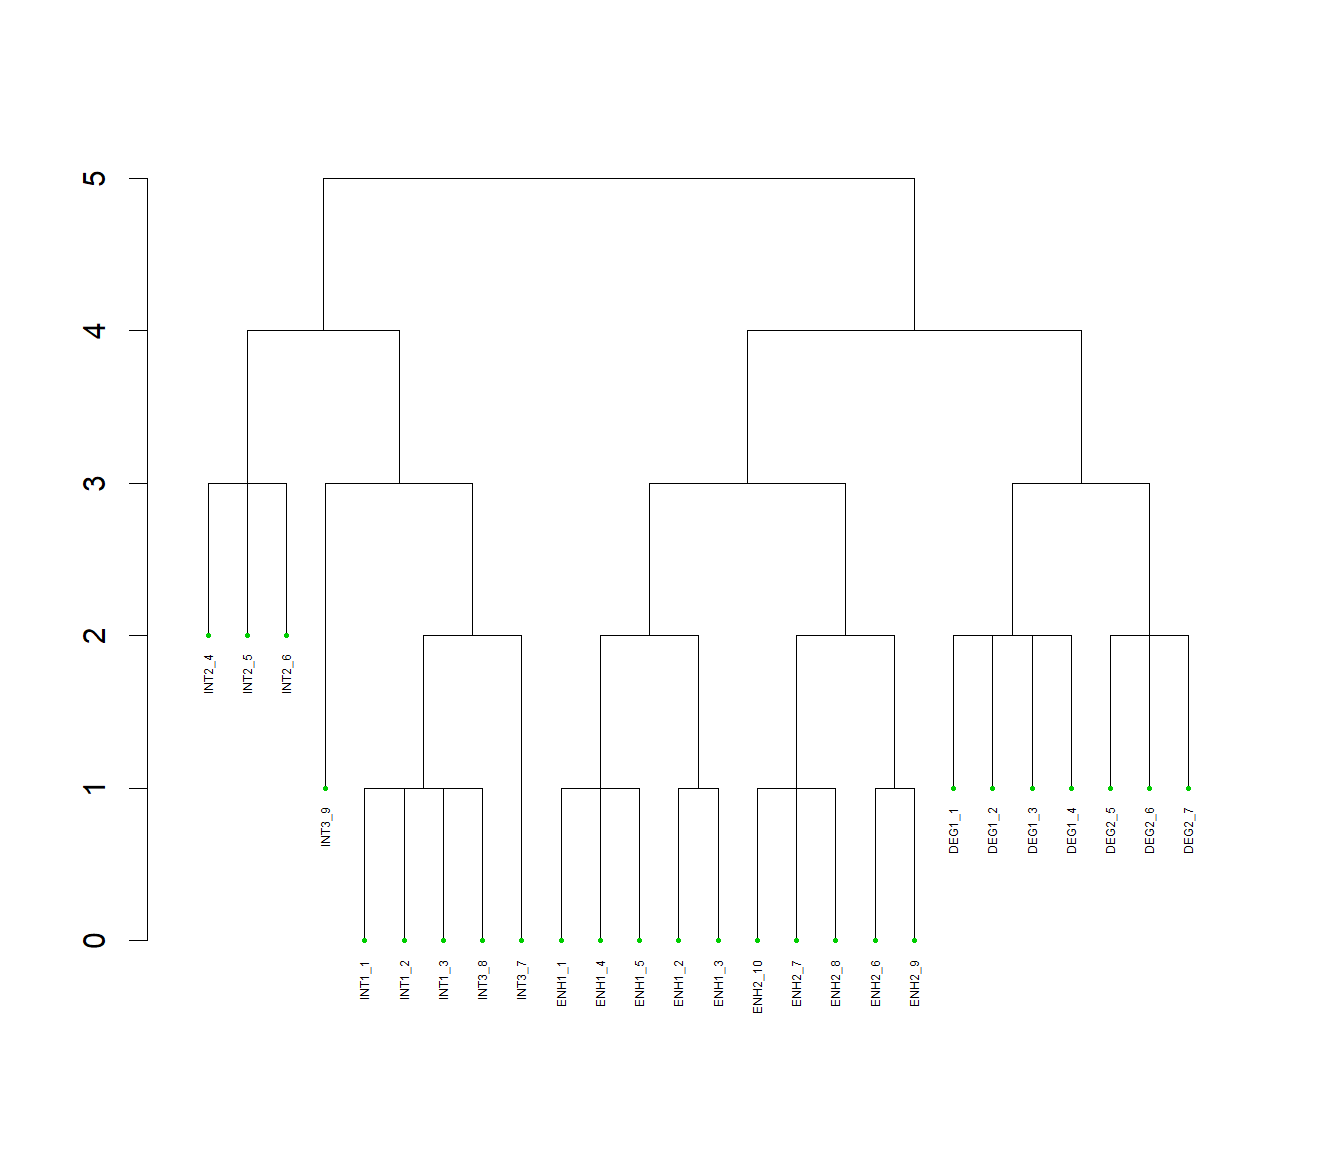 5
4
3
2
1
0
INT2_4
INT2_5
INT2_6
INT3_9
INT1_1
INT1_2
INT1_3
INT3_8
INT3_7
ENH1_1
ENH1_4
ENH1_5
ENH1_2
ENH1_3
ENH2_10
ENH2_7
ENH2_8
ENH2_6
ENH2_9
DEG1_1
DEG1_2
DEG1_3
DEG1_4
DEG2_5
DEG2_6
DEG2_7